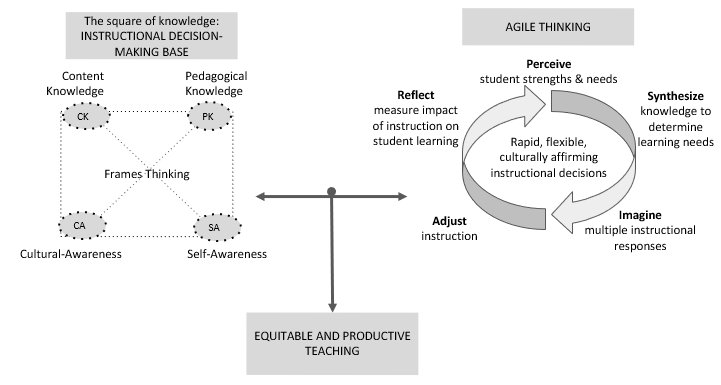 The square of knowledge:
INSTRUCTIONAL DECISION-
MAKING BASE
Content
Knowledge
Pedagogical
Knowledge
CK
PK
Frames Thinking
CA
SA
Cultural-Awareness
Self-Awareness
AGILE THINKING
Perceive
student strengths & needs
Reflect
measure impact
of instruction on
student learning
Synthesize
knowledge to
determine
learning needs
Rapid, flexible,
culturally affirming
instructional decisions
Adjust
instruction
Imagine
multiple instructional
responses
EQUITABLE AND PRODUCTIVE
TEACHING